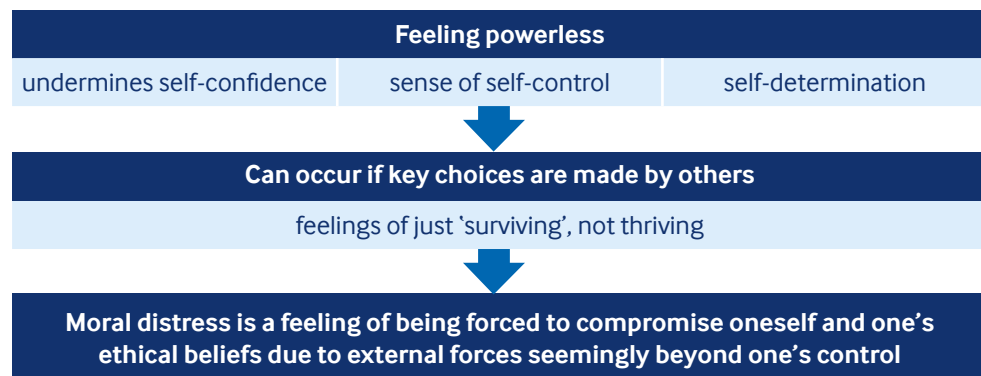 Feeling powerless
undermines self-confidence
sense of self-control
self-determination
Can occur if key choices are made by others
feelings of just ‘surviving’, not thriving
Moral distress is a feeling of being forced to compromise oneself and one’s
ethical beliefs due to external forces seemingly beyond one’s control